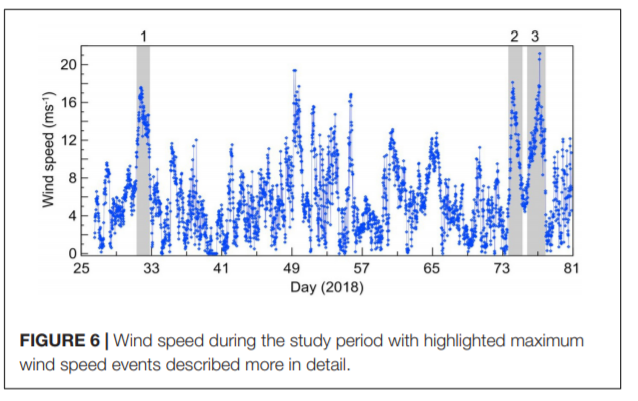 1 2 3
20
16
12
8
4
0
Wind speed (ms⁻¹)
25 33 41 49 57 65 73 81
Day (2018)
FIGURE 6 | Wind speed during the study period with highlighted maximum
wind speed events described more in detail.